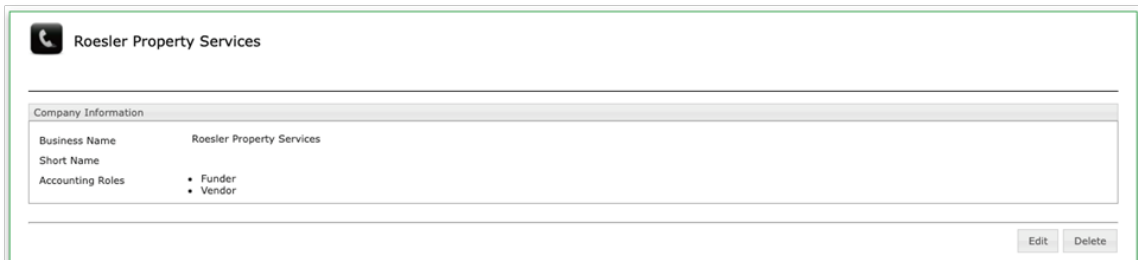 Roesler Property Services
Company Information
Business Name Roesler Property Services
Short Name
Accounting Roles • Funder
• Vendor
Edit Delete